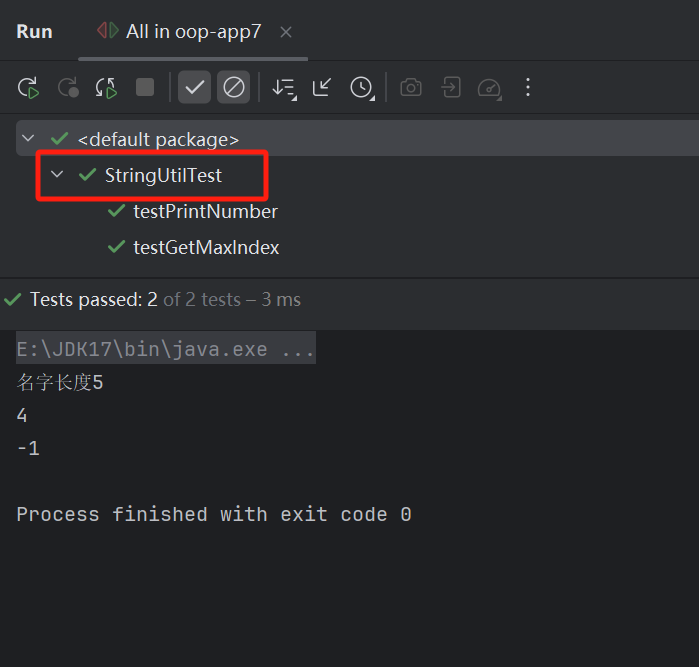 Run All in oop-app7
<default package>
StringUtilTest
testPrintNumber
testGetMaxIndex
Tests passed: 2 of 2 tests – 3 ms
E:\JDK17\bin\java.exe ...
名字长度5
4
-1
Process finished with exit code 0